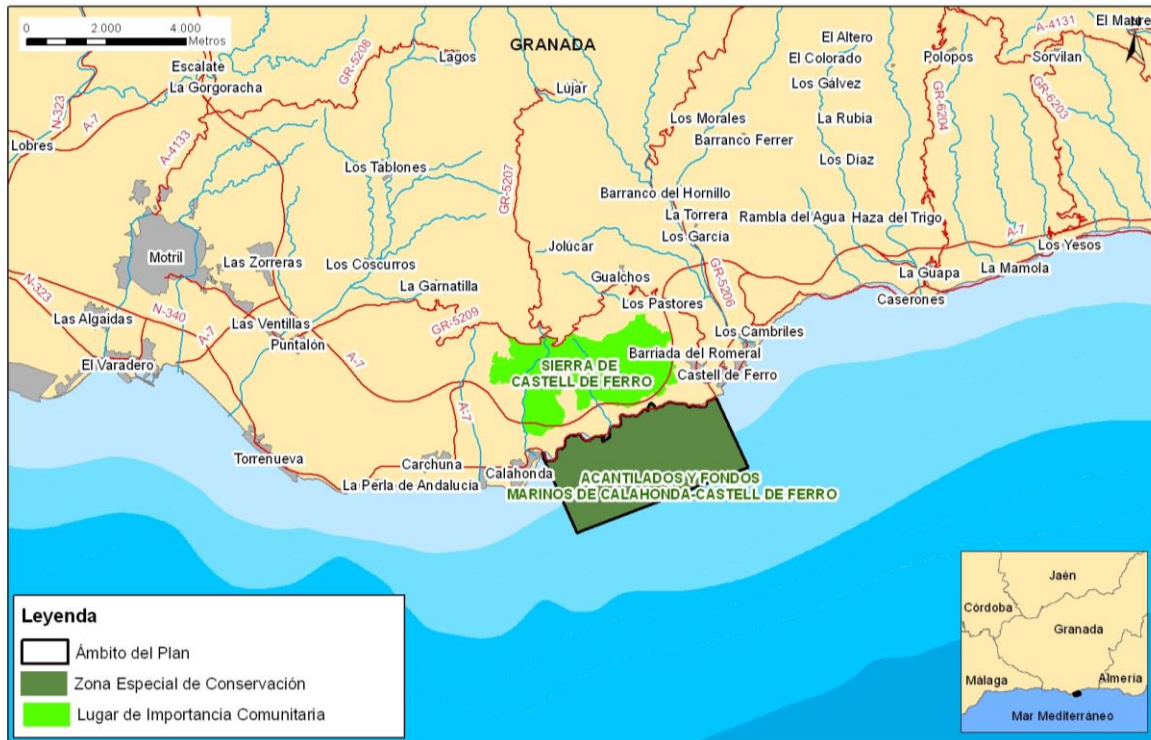 0 2.000 4.000
Metros
GRANADA
El Altero
A-4131
Escalate
La Gorgoracha
GR-5208
Lagos
El Colorado
Polopos
Sorvilan
N-323
A-7
Lújar
Los Gálvez
Lobres
A-4133
Los Morales
La Rubia
GR-6204
GR-6203
Barranco Ferrer
Los Tablones
GR-5207
Los Díaz
Barranco del Hornillo
La Torrera
Rambla del Agua
Haza del Trigo
Los García
A-7
Motril
Las Zorreras
Los Coscurros
Jolúcar
Los Yesos
Gualchos
La Guapa
La Mamola
N-323
La Garnatilla
GR-5206
Los Pastores
Caserones
N-340
Las Algaidas
A-7
Las Ventillas
GR-5209
Los Cambriles
Puntalón
A-7
El Varadero
Barriada del Romeral
SIERRA DE
CASTELL DE FERRO
Castell de Ferro
A-7
Torrenueva
Carchuna
Calahonda
La Perla de Andalucía
ACANTILADOS Y FONDOS
MARINOS DE CALAHONDA-CASTELL DE FERRO
Leyenda
Ámbito del Plan
Zona Especial de Conservación
Lugar de Importancia Comunitaria
Jaén
Córdoba
Granada
Málaga
Almería
Mar Mediterráneo